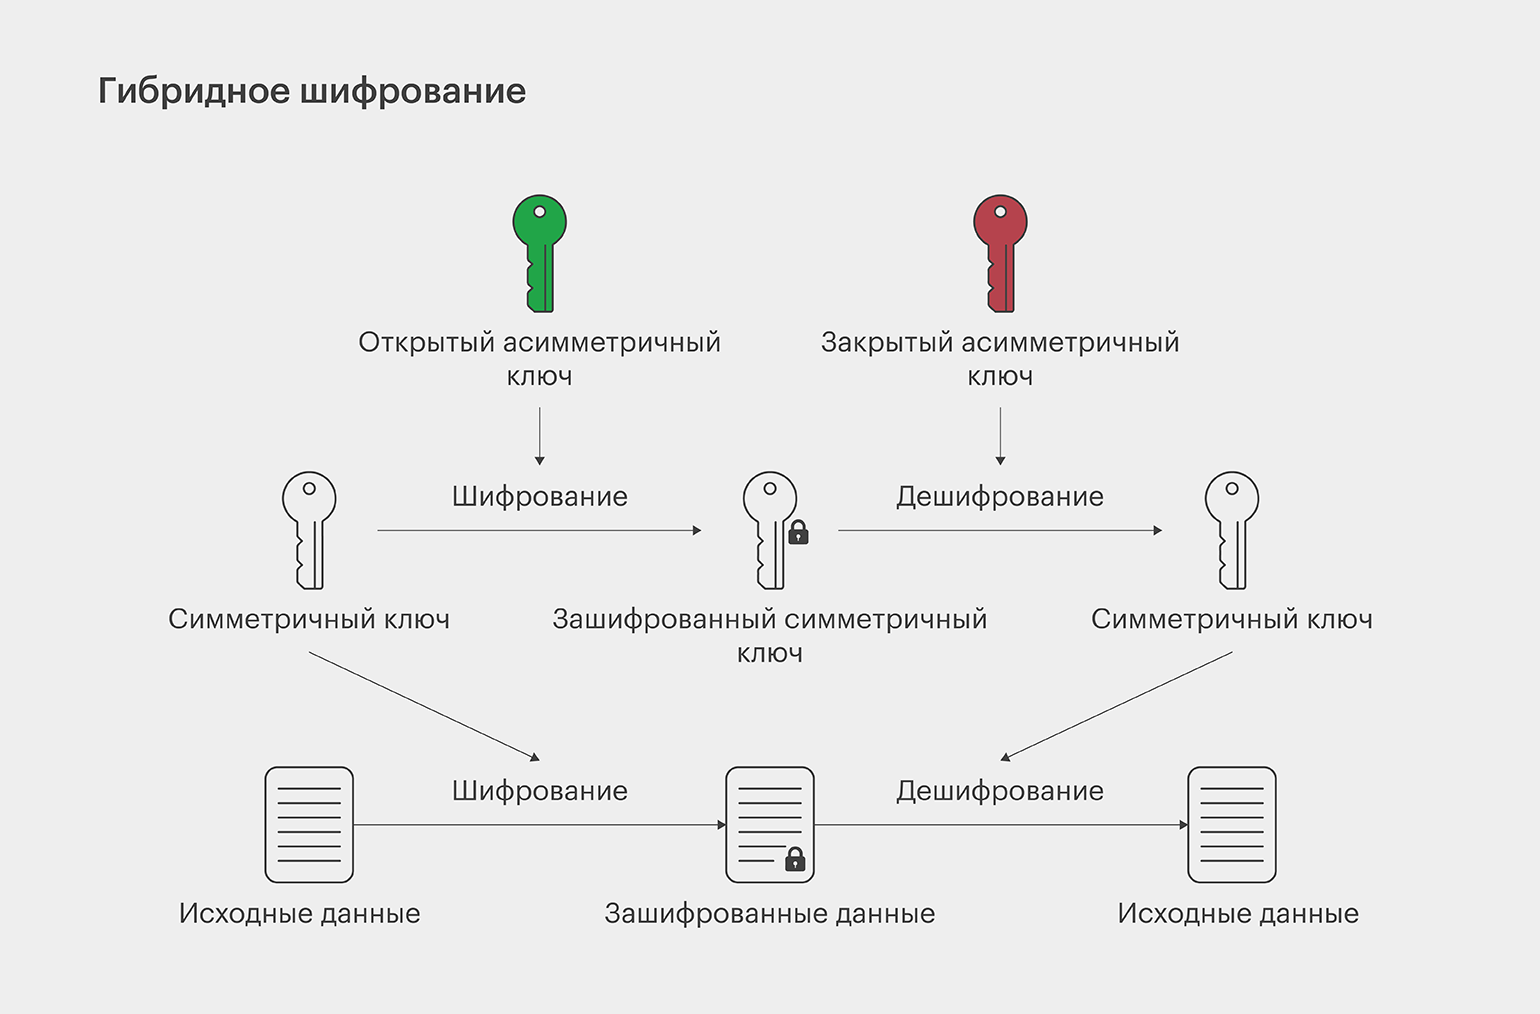 Гибридное шифрование
Открытый асимметричный
ключ
Закрытый асимметричный
ключ
Шифрование
Дешифрование
Симметричный ключ
Зашифрованный симметричный
ключ
Симметричный ключ
Шифрование
Дешифрование
Исходные данные
Зашифрованные данные
Исходные данные